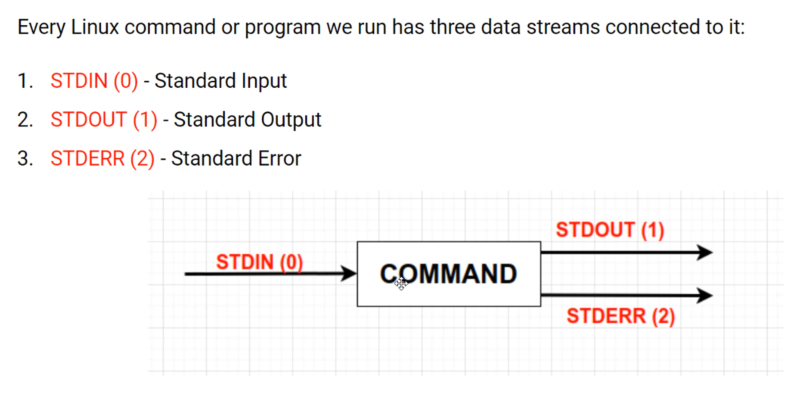 Every Linux command or program we run has three data streams connected to it:
1. STDIN (0) - Standard Input
2. STDOUT (1) - Standard Output
3. STDERR (2) - Standard Error
STDOUT (1)
STDIN (0)
COMMAND
STDERR (2)